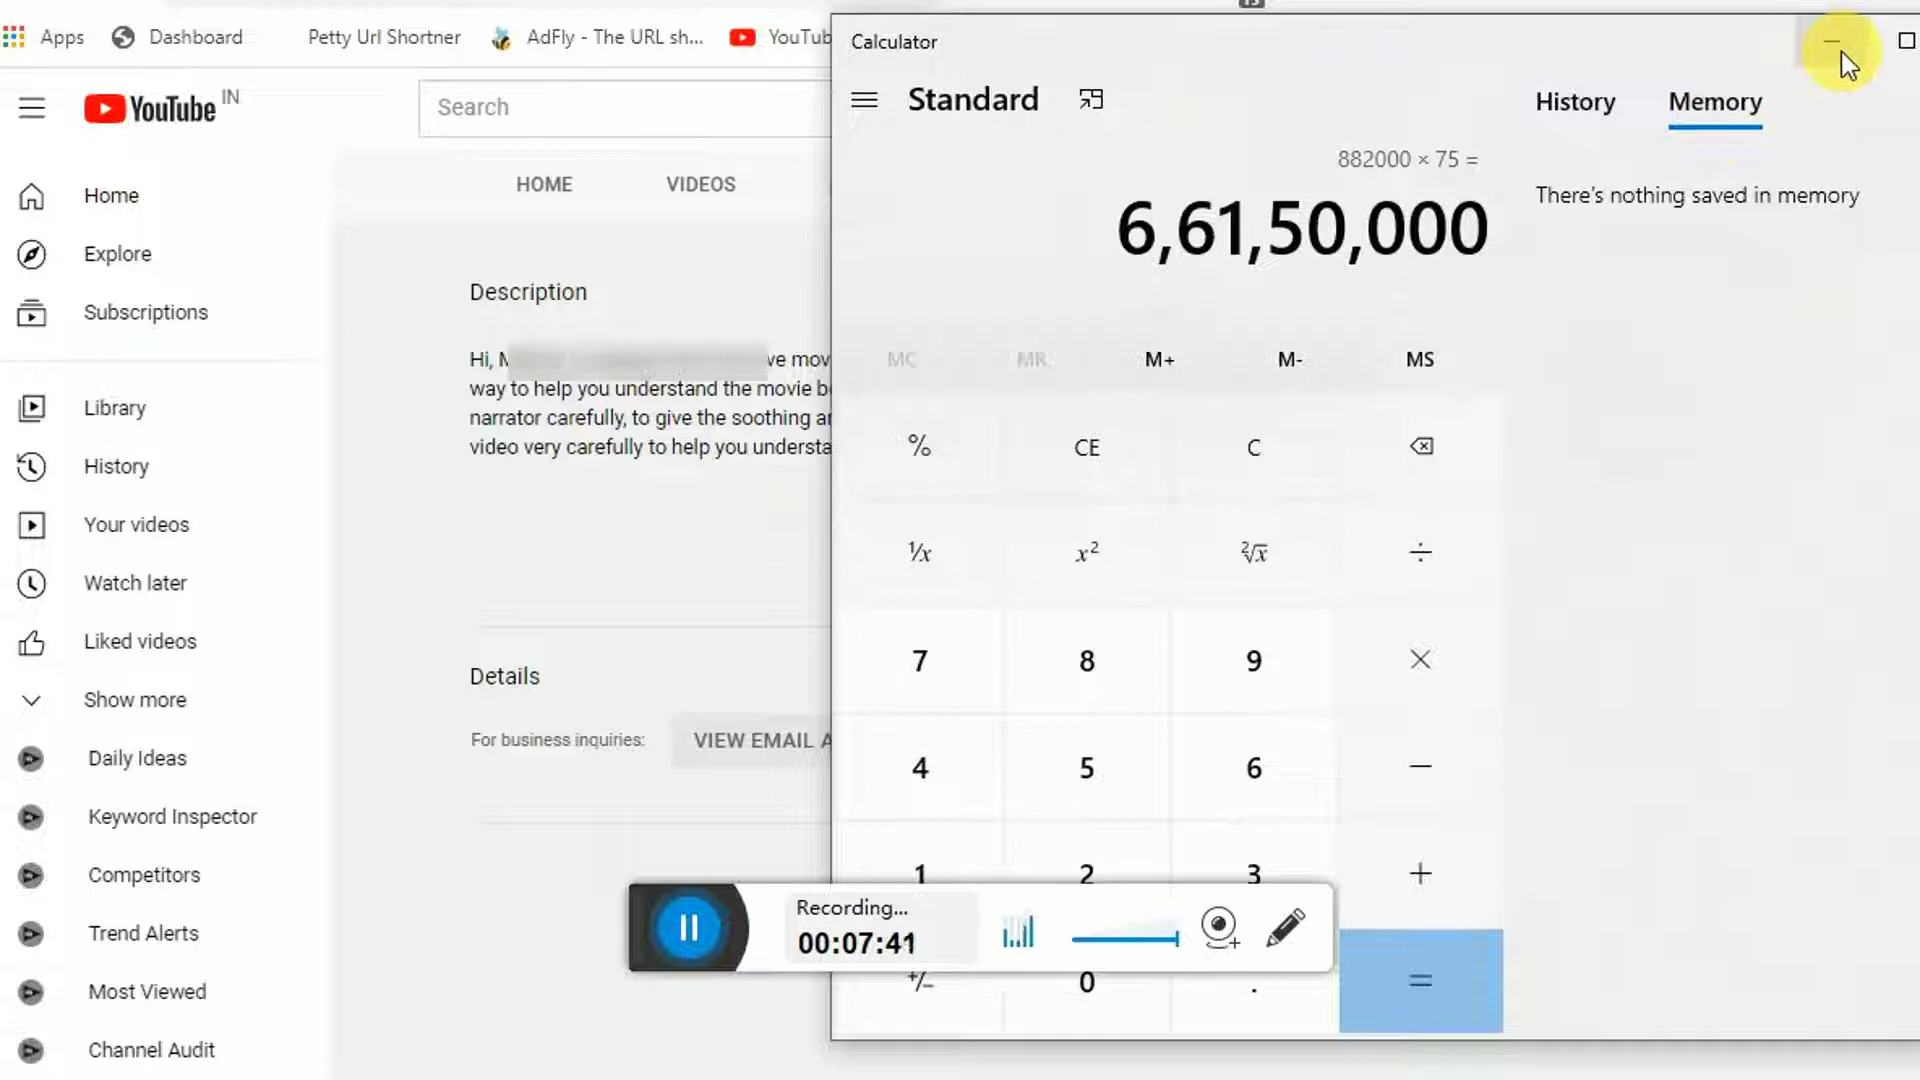 Apps
Dashboard
Petty Url Shortner
AdFly - The URL sh...
YouTub
YouTube IN
Search
Home
Explore
Subscriptions
Library
History
Your videos
Watch later
Liked videos
Show more
Daily Ideas
Keyword Inspector
Competitors
Trend Alerts
Most Viewed
Channel Audit
HOME VIDEOS
Description
Hi, M ve mov
way to help you understand the movie b
narrator carefully, to give the soothing a
video very carefully to help you understa
Details
For business inquiries: VIEW EMAIL A
Calculator
Standard
History Memory
There's nothing saved in memory
882000 × 75 =
6,61,50,000
MC MR M+ M- MS
% CE C
1/x x² ²√x ÷
7 8 9 ×
4 5 6 −
1 2 3 +
+/− 0 . =
Recording...
00:07:41